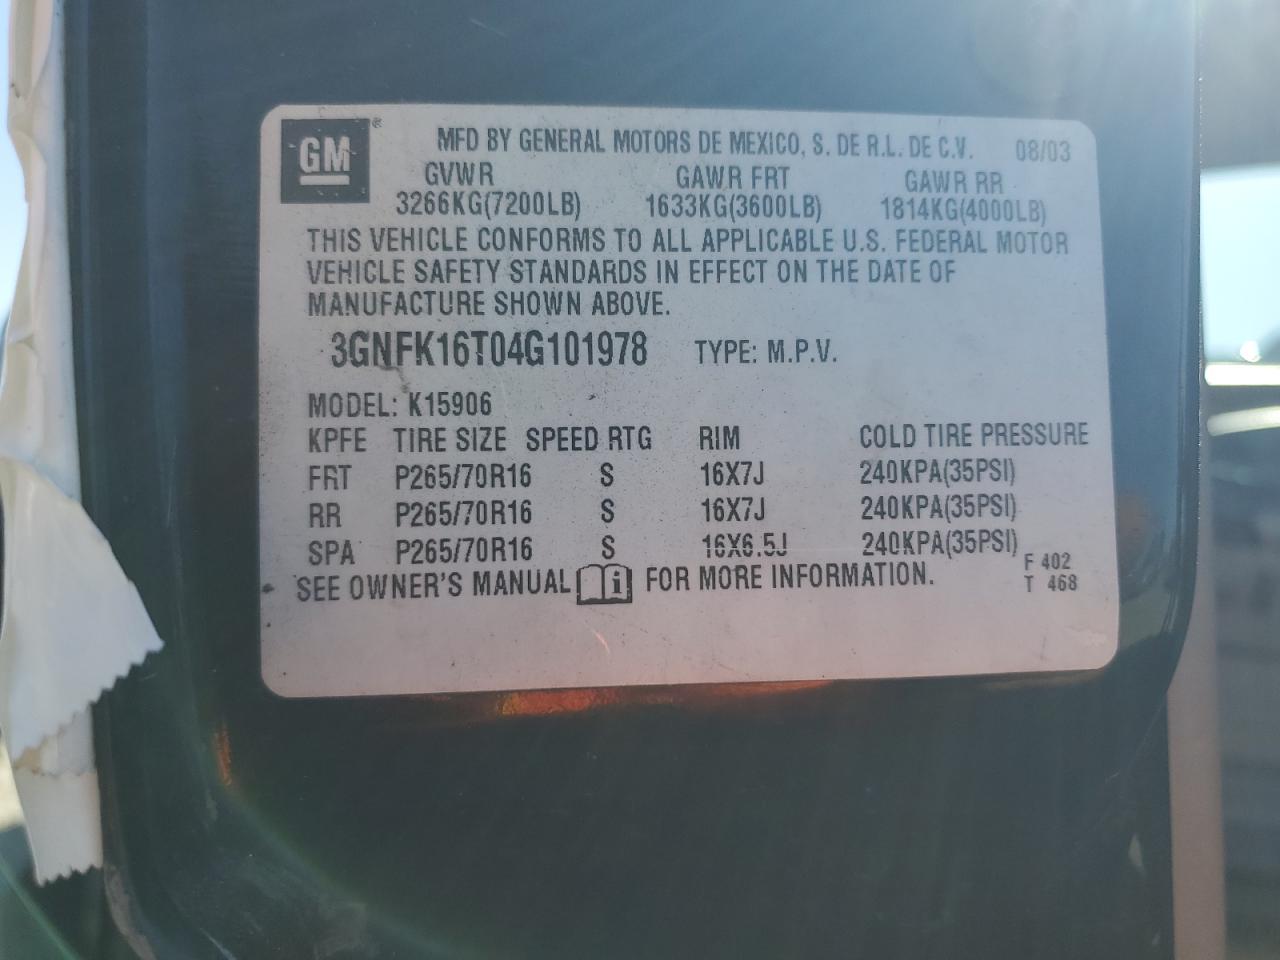 GM ®
MFD BY GENERAL MOTORS DE MEXICO, S. DE R.L. DE C.V. 08/03
GVWR GAWR FRT GAWR RR
3266KG(7200LB) 1633KG(3600LB) 1814KG(4000LB)
THIS VEHICLE CONFORMS TO ALL APPLICABLE U.S. FEDERAL MOTOR
VEHICLE SAFETY STANDARDS IN EFFECT ON THE DATE OF
MANUFACTURE SHOWN ABOVE.
3GNFK16T04G101978 TYPE: M.P.V.
MODEL: K15906
KPFE TIRE SIZE SPEED RTG RIM COLD TIRE PRESSURE
FRT P265/70R16 S 16X7J 240KPA(35PSI)
RR P265/70R16 S 16X7J 240KPA(35PSI)
SPA P265/70R16 S 16X6.5J 240KPA(35PSI)
SEE OWNER'S MANUAL i FOR MORE INFORMATION.
F 402
T 468